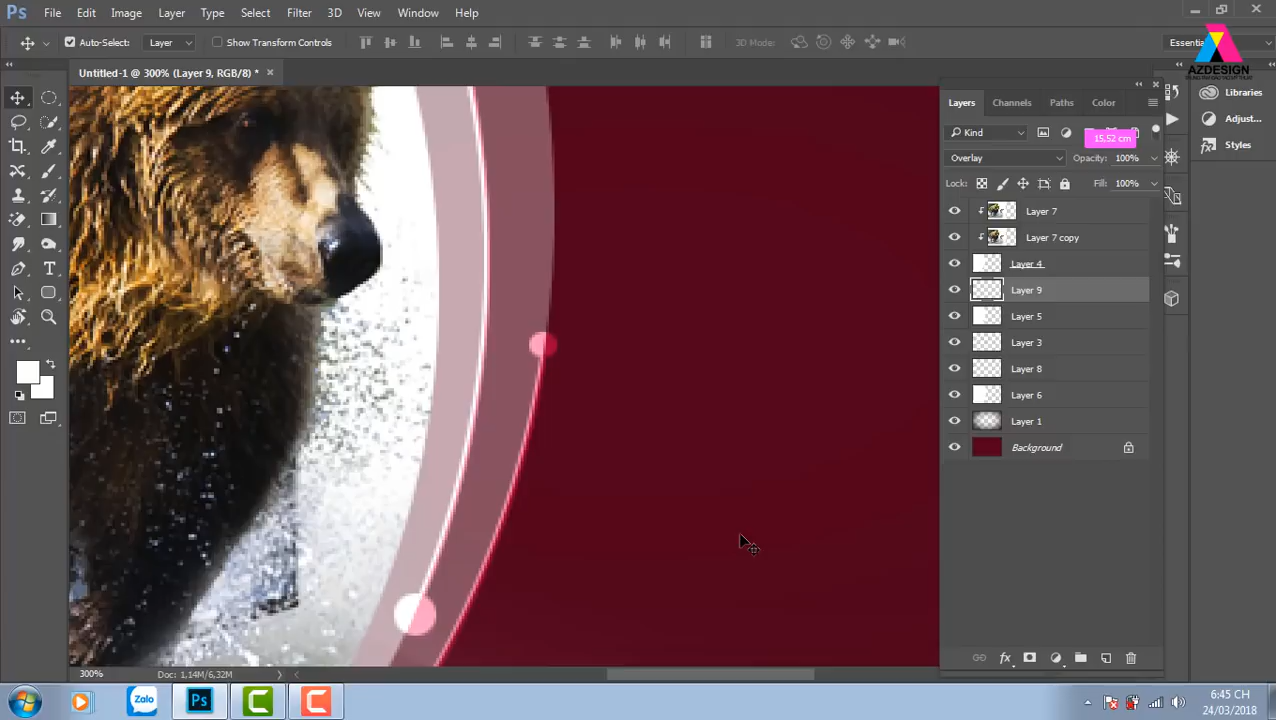 Ps File Edit Image Layer Type Select Filter 3D View Window Help
Auto-Select: Layer Show Transform Controls 3D Mode: Essentia
AZDESIGN
Untitled-1 @ 300% (Layer 9, RGB/8) *
Layers Channels Paths Color
Libraries
Adjust...
Styles
Kind
15,52 cm
Overlay Opacity: 100%
Lock: Fill: 100%
Layer 7
Layer 7 copy
Layer 4
Layer 9
Layer 5
Layer 3
Layer 8
Layer 6
Layer 1
Background
300% Doc: 1,14M/6,32M
Zalo
Ps
6:45 CH
24/03/2018